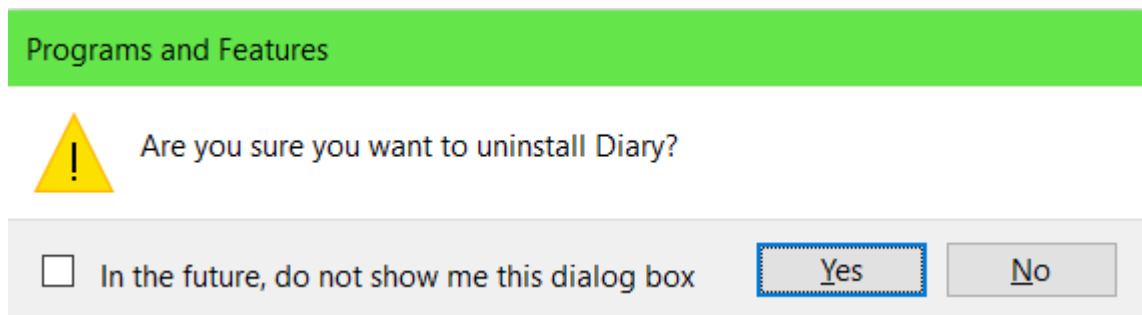 Programs and Features
Are you sure you want to uninstall Diary?
In the future, do not show me this dialog box
Yes
No